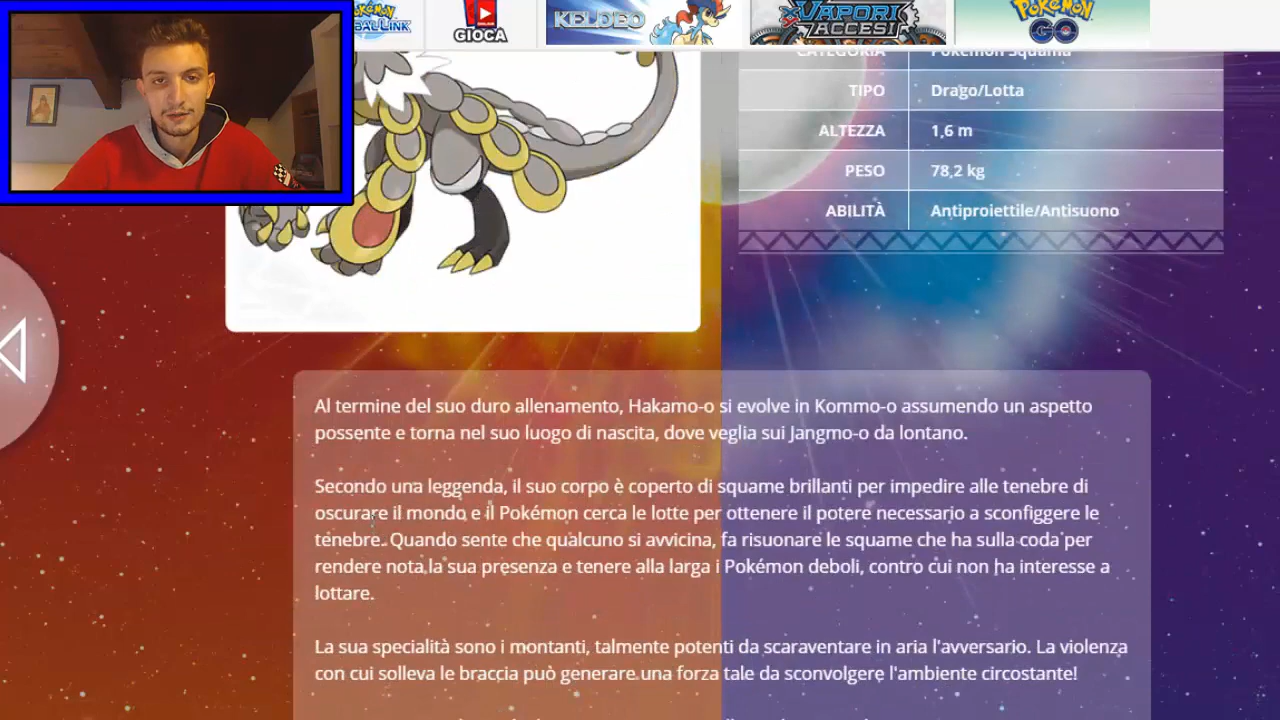 POKÉMON
GIOCA
KELDEO
VAPORI
ACCESI
POKÉMON
GO
CATEGORIA Pokémon Squama
TIPO Drago/Lotta
ALTEZZA 1,6 m
PESO 78,2 kg
ABILITÀ Antiproiettile/Antisuono
Al termine del suo duro allenamento, Hakamo-o si evolve in Kommo-o assumendo un aspetto
possente e torna nel suo luogo di nascita, dove veglia sui Jangmo-o da lontano.
Secondo una leggenda, il suo corpo è coperto di squame brillanti per impedire alle tenebre di
oscurare il mondo e il Pokémon cerca le lotte per ottenere il potere necessario a sconfiggere le
tenebre. Quando sente che qualcuno si avvicina, fa risuonare le squame che ha sulla coda per
rendere nota la sua presenza e tenere alla larga i Pokémon deboli, contro cui non ha interesse a
lottare.
La sua specialità sono i montanti, talmente potenti da scaraventare in aria l'avversario. La violenza
con cui solleva le braccia può generare una forza tale da sconvolgere l'ambiente circostante!